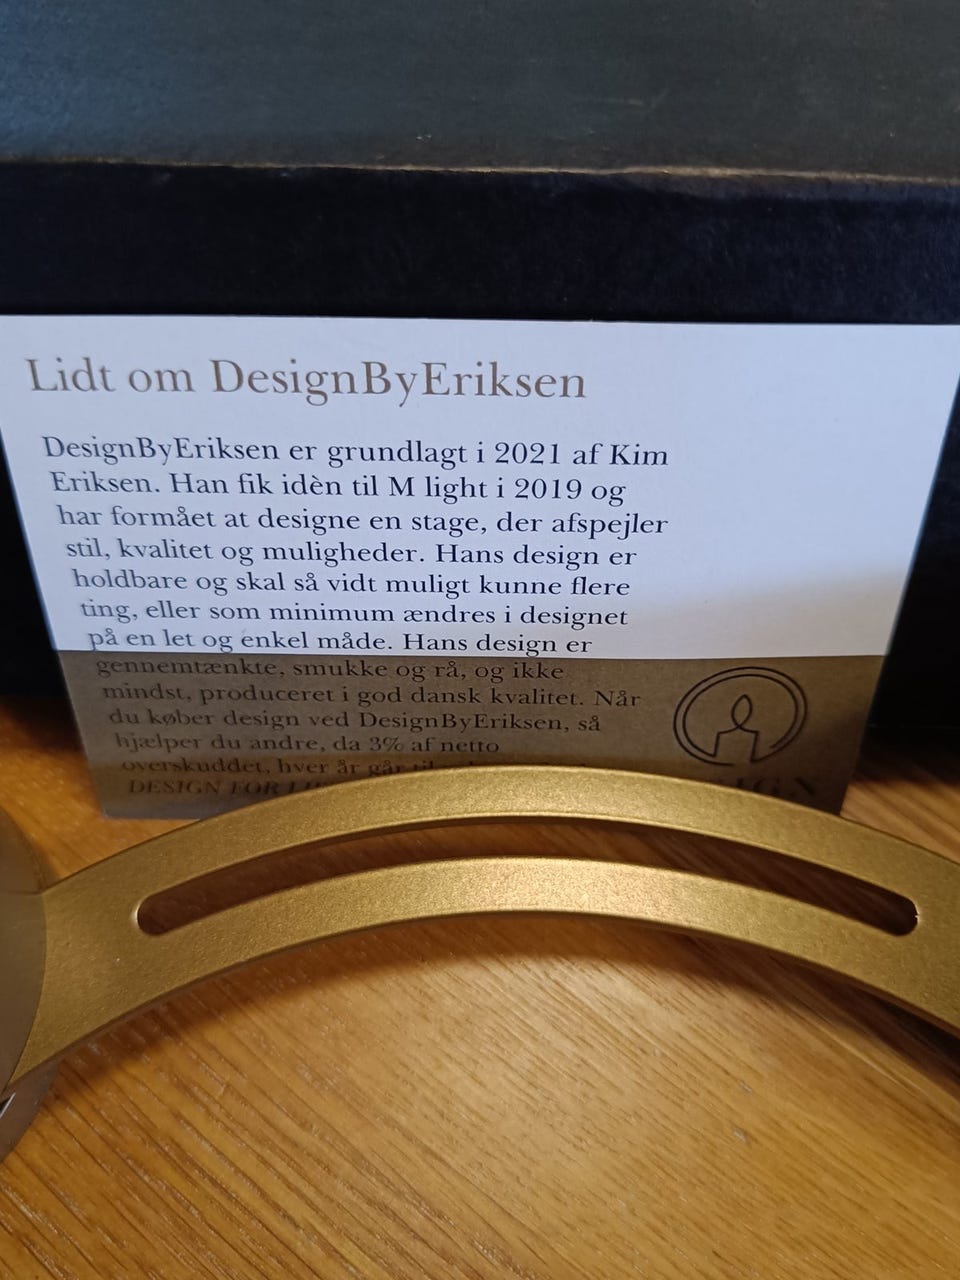 Lidt om DesignByEriksen
DesignByEriksen er grundlagt i 2021 af Kim
Eriksen. Han fik idèn til M light i 2019 og
har formået at designe en stage, der afspejler
stil, kvalitet og muligheder. Hans design er
holdbare og skal så vidt muligt kunne flere
ting, eller som minimum ændres i designet
på en let og enkel måde. Hans design er
gennemtænkte, smukke og rå, og ikke
mindst, produceret i god dansk kvalitet. Når
du køber design ved DesignByEriksen, så
hjælper du andre, da 3% af netto
overskuddet, hver år går
DESIGN FOR